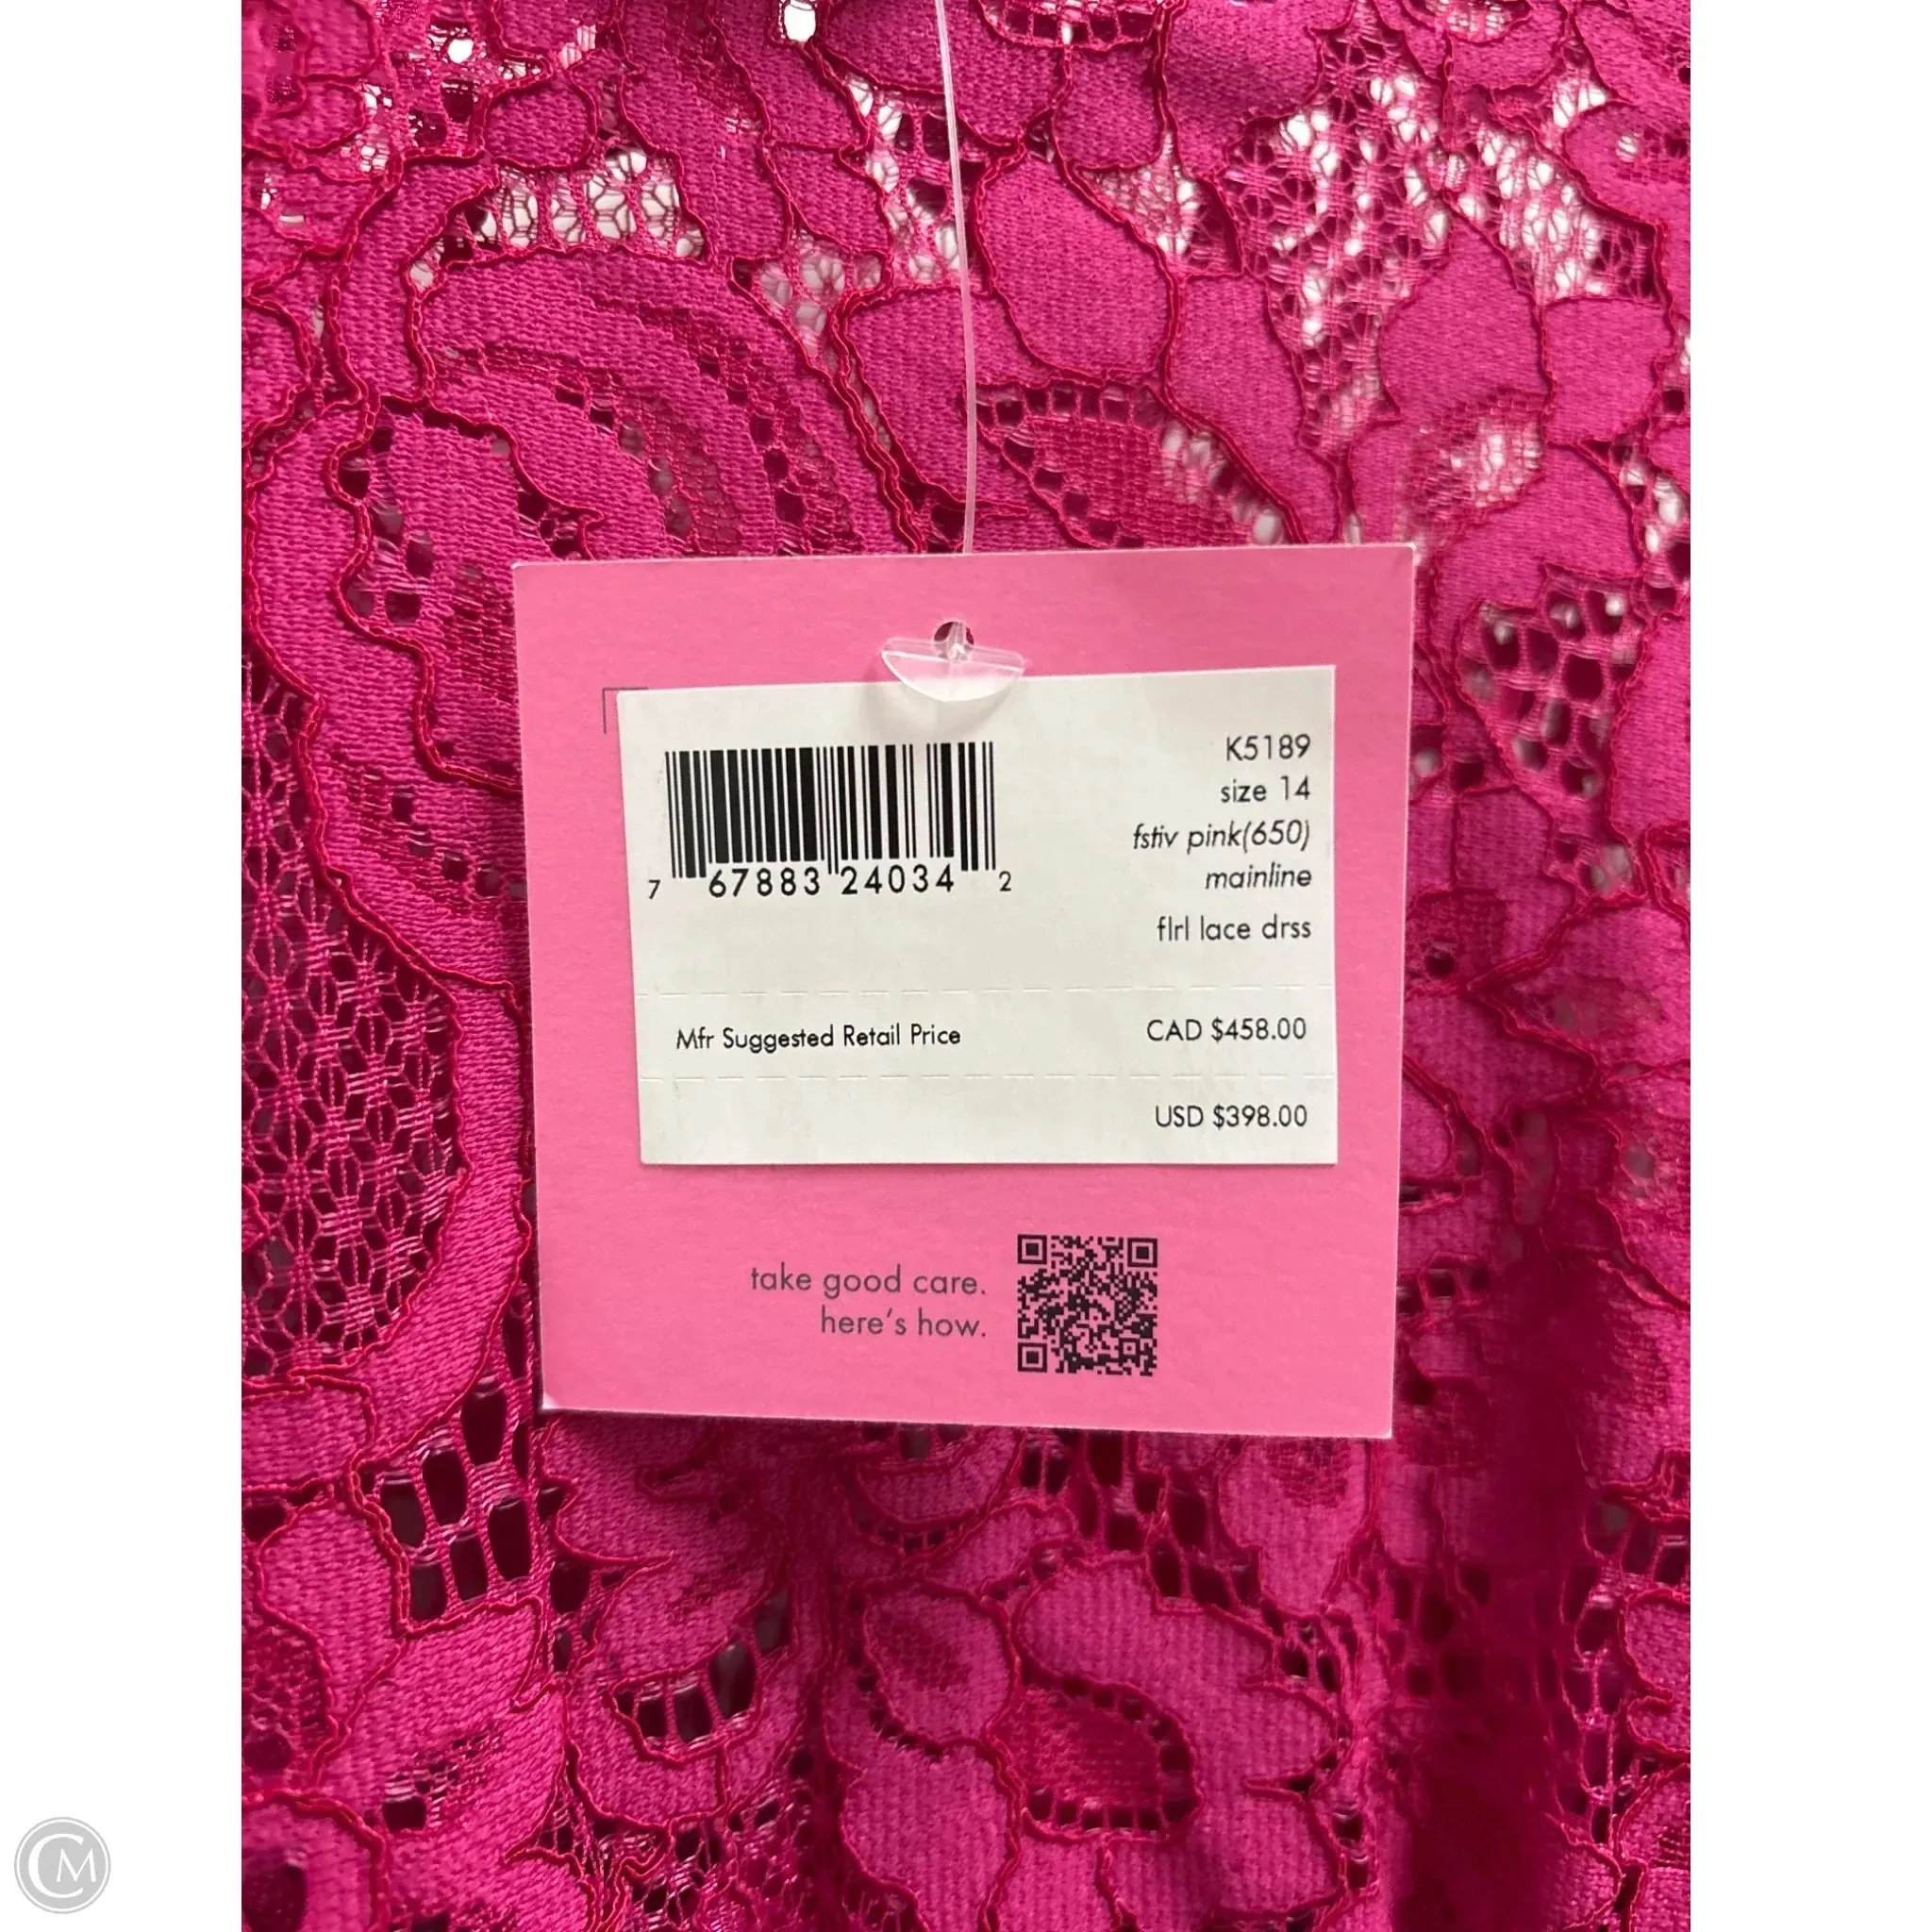 K5189
size 14
fstiv pink(650)
mainline
flrl lace drss
7 67883 24034 2
Mfr Suggested Retail Price CAD $458.00
USD $398.00
take good care.
here's how.
CM